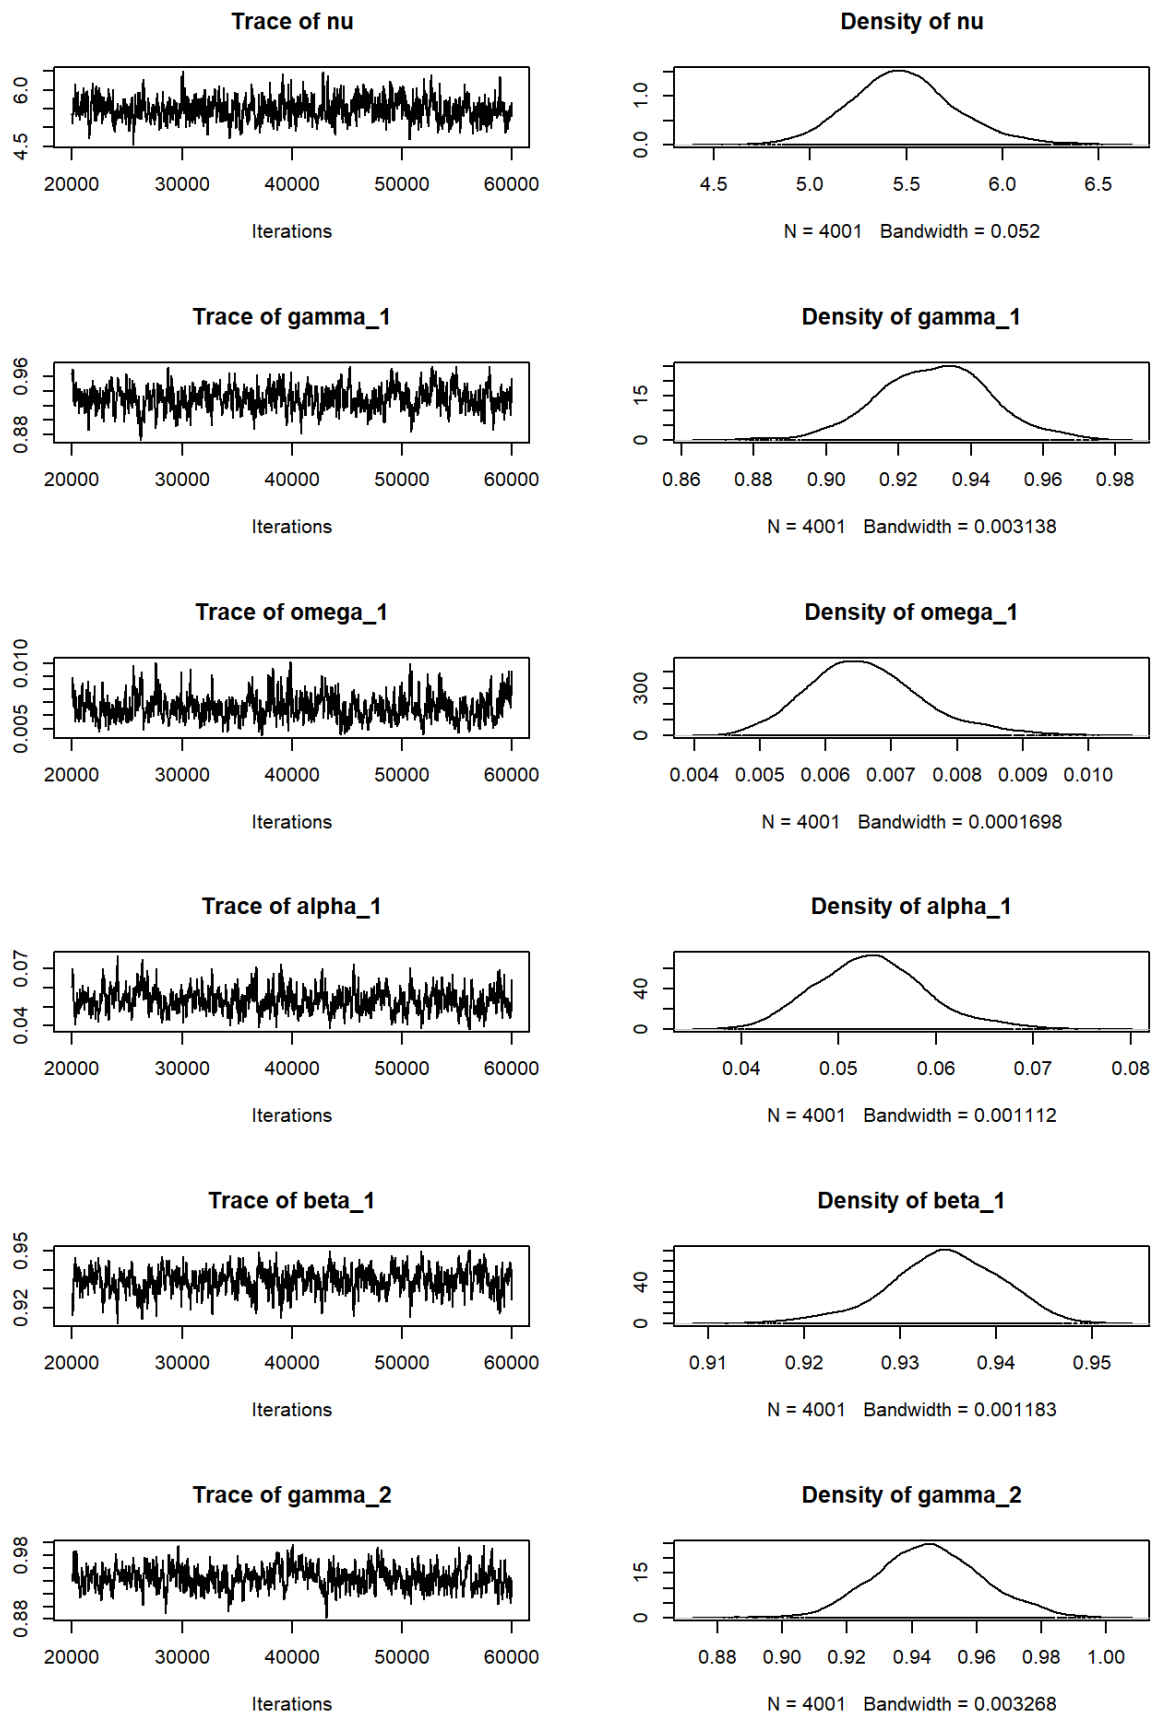 Trace of nu
Density of nu
6.0
4.5
20000 30000 40000 50000 60000
Iterations
1.0
0.0
4.5 5.0 5.5 6.0 6.5
N = 4001 Bandwidth = 0.052
Trace of gamma_1
Density of gamma_1
0.96
0.88
20000 30000 40000 50000 60000
Iterations
15
0
0.86 0.88 0.90 0.92 0.94 0.96 0.98
N = 4001 Bandwidth = 0.003138
Trace of omega_1
Density of omega_1
0.010
0.005
20000 30000 40000 50000 60000
Iterations
300
0
0.004 0.005 0.006 0.007 0.008 0.009 0.010
N = 4001 Bandwidth = 0.0001698
Trace of alpha_1
Density of alpha_1
0.07
0.04
20000 30000 40000 50000 60000
Iterations
40
0
0.04 0.05 0.06 0.07 0.08
N = 4001 Bandwidth = 0.001112
Trace of beta_1
Density of beta_1
0.95
0.92
20000 30000 40000 50000 60000
Iterations
40
0
0.91 0.92 0.93 0.94 0.95
N = 4001 Bandwidth = 0.001183
Trace of gamma_2
Density of gamma_2
0.98
0.88
20000 30000 40000 50000 60000
Iterations
15
0
0.88 0.90 0.92 0.94 0.96 0.98 1.00
N = 4001 Bandwidth = 0.003268